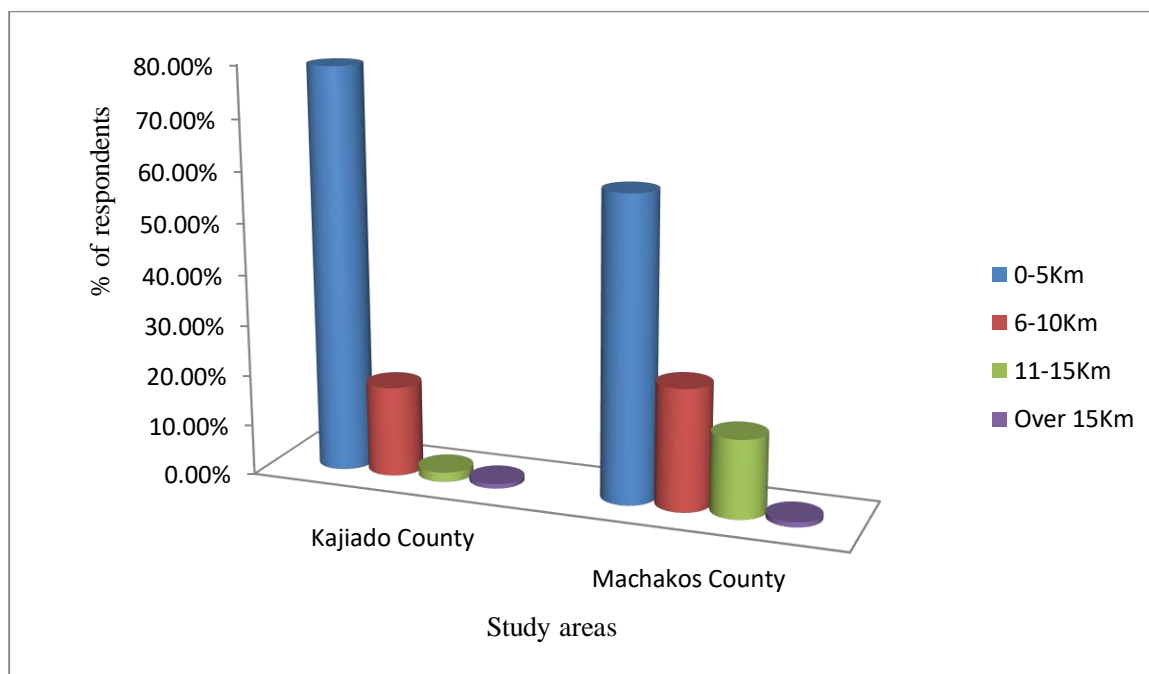 80.00%
70.00%
60.00%
50.00%
40.00%
30.00%
20.00%
10.00%
0.00%
% of respondents
Kajiado County
Machakos County
Study areas
0-5Km
6-10Km
11-15Km
Over 15Km